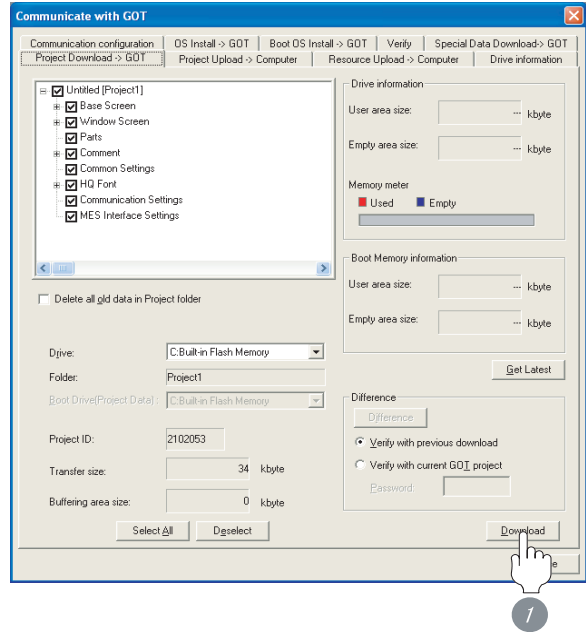 Communicate with GOT
Communication configuration OS Install -> GOT Boot OS Install -> GOT Verify Special Data Download-> GOT
Project Download -> GOT Project Upload -> Computer Resource Upload -> Computer Drive information
Untitled [Project1]
Base Screen
Window Screen
Parts
Comment
Common Settings
HQ Font
Communication Settings
MES Interface Settings
Delete all old data in Project folder
Drive: C:Built-in Flash Memory
Folder: Project1
Boot Drive(Project Data) : C:Built-in Flash Memory
Project ID: 2102053
Transfer size: 34 kbyte
Buffering area size: 0 kbyte
Select All Deselect
Drive information
User area size: --- kbyte
Empty area size: --- kbyte
Memory meter
Used Empty
Boot Memory information
User area size: --- kbyte
Empty area size: --- kbyte
Get Latest
Difference
Difference
Verify with previous download
Verify with current GOT project
Password:
Download
e
1